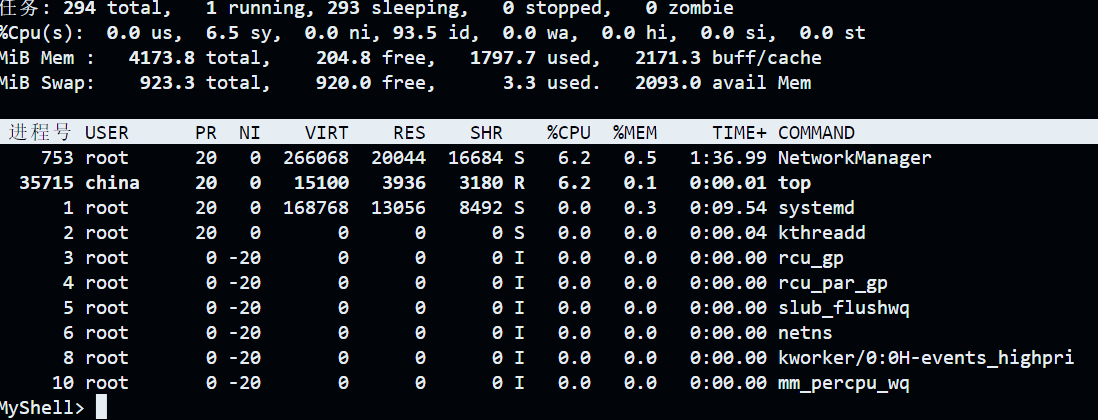 任务: 294 total,   1 running, 293 sleeping,   0 stopped,   0 zombie
%Cpu(s):  0.0 us,  6.5 sy,  0.0 ni, 93.5 id,  0.0 wa,  0.0 hi,  0.0 si,  0.0 st
MiB Mem :   4173.8 total,    204.8 free,   1797.7 used,   2171.3 buff/cache
MiB Swap:    923.3 total,    920.0 free,      3.3 used.   2093.0 avail Mem
进程号 USER      PR  NI    VIRT    RES    SHR    %CPU  %MEM     TIME+ COMMAND
753 root      20   0  266068  20044  16684 S   6.2   0.5   1:36.99 NetworkManager
35715 china     20   0   15100   3936   3180 R   6.2   0.1   0:00.01 top
1 root      20   0  168768  13056   8492 S   0.0   0.3   0:09.54 systemd
2 root      20   0       0      0      0 S   0.0   0.0   0:00.04 kthreadd
3 root       0 -20       0      0      0 I   0.0   0.0   0:00.00 rcu_gp
4 root       0 -20       0      0      0 I   0.0   0.0   0:00.00 rcu_par_gp
5 root       0 -20       0      0      0 I   0.0   0.0   0:00.00 slub_flushwq
6 root       0 -20       0      0      0 I   0.0   0.0   0:00.00 netns
8 root       0 -20       0      0      0 I   0.0   0.0   0:00.00 kworker/0:0H-events_highpri
10 root       0 -20       0      0      0 I   0.0   0.0   0:00.00 mm_percpu_wq
MyShell>